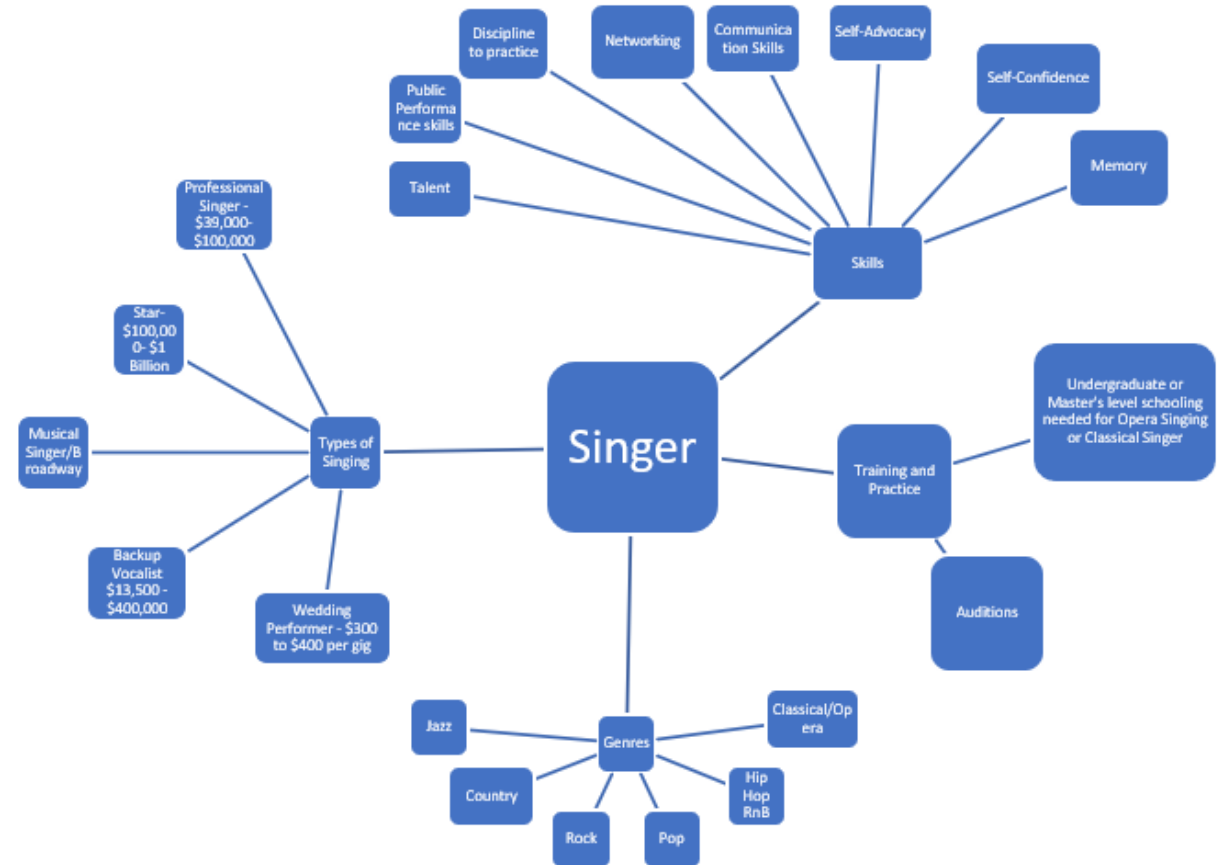 Discipline
to practice
Networking
Communica
tion Skills
Self-Advocacy
Self-Confidence
Public
Performa
nce skills
Memory
Talent
Skills
Professional
Singer -
$39,000-
$100,000
Star-
$100,00
0- $1
Billion
Musical
Singer/B
roadway
Types of
Singing
Backup
Vocalist
$13,500 -
$400,000
Wedding
Performer - $300
to $400 per gig
Singer
Undergraduate or
Master's level schooling
needed for Opera Singing
or Classical Singer
Training and
Practice
Auditions
Genres
Jazz
Country
Rock
Pop
Hip
Hop
RnB
Classical/Op
era